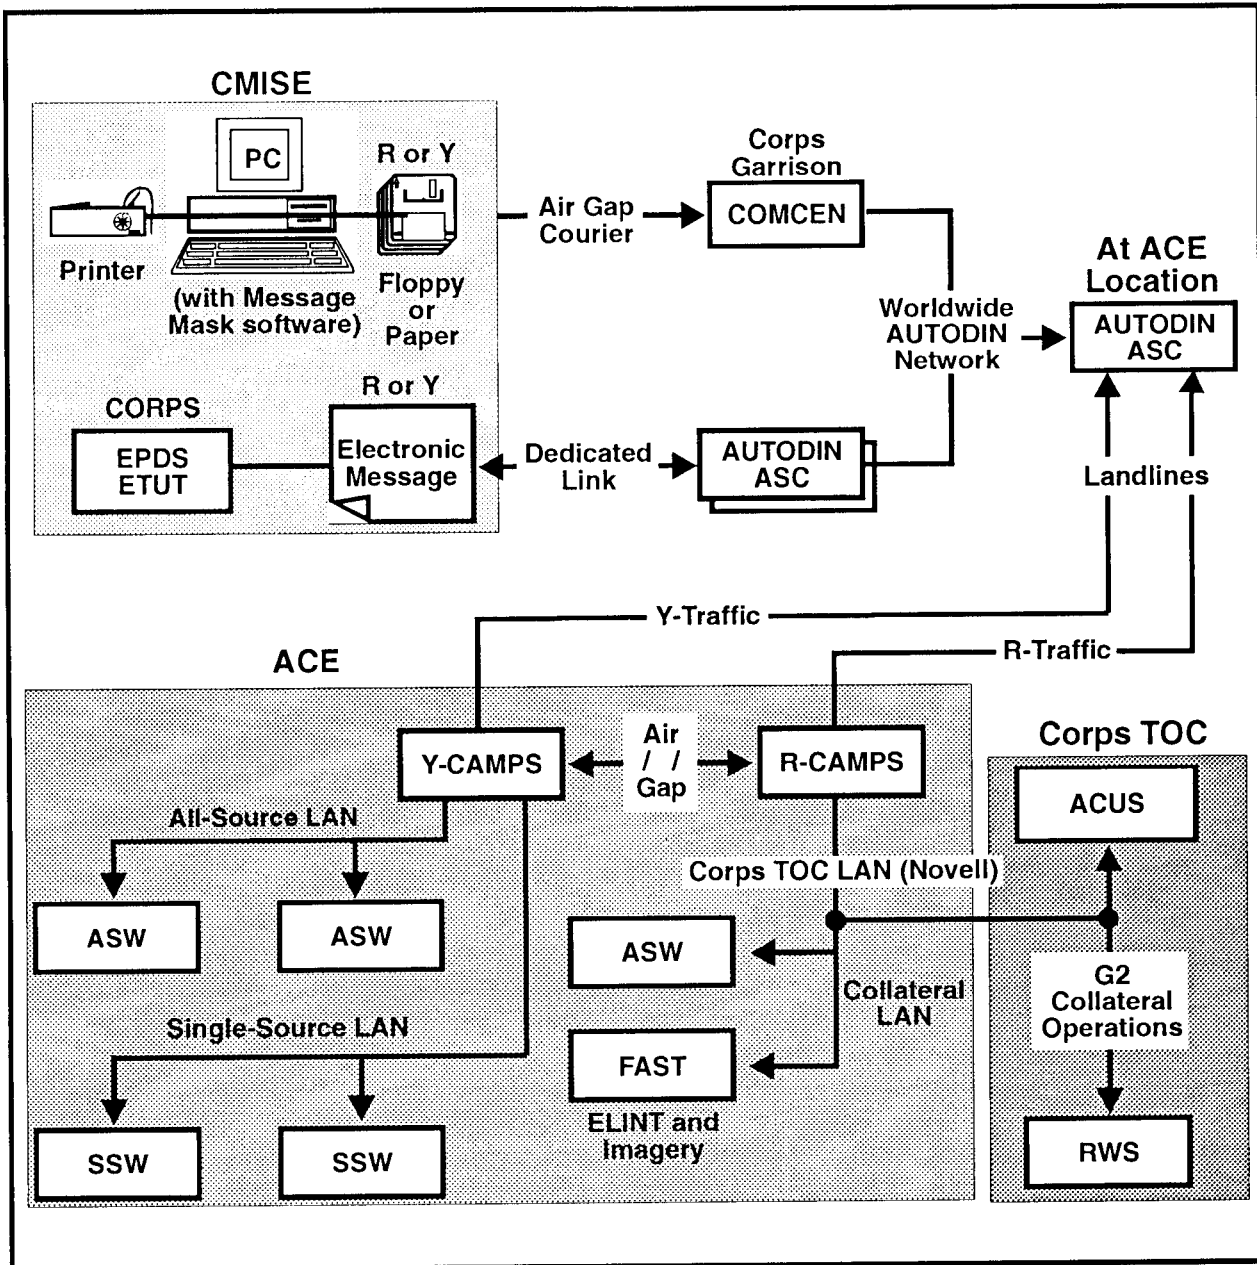 CMISE
PC
R or Y
Printer
(with Message
Mask software)
Floppy
or
Paper
Air Gap
Courier
Corps
Garrison
COMCEN
At ACE
Location
AUTODIN
ASC
Worldwide
AUTODIN
Network
R or Y
CORPS
EPDS
ETUT
Electronic
Message
Dedicated
Link
AUTODIN
ASC
Landlines
Y-Traffic
R-Traffic
ACE
Y-CAMPS
Air
/ /
Gap
R-CAMPS
Corps TOC
ACUS
All-Source LAN
Corps TOC LAN (Novell)
ASW
ASW
ASW
Collateral
LAN
G2
Collateral
Operations
Single-Source LAN
FAST
ELINT and
Imagery
SSW
SSW
RWS